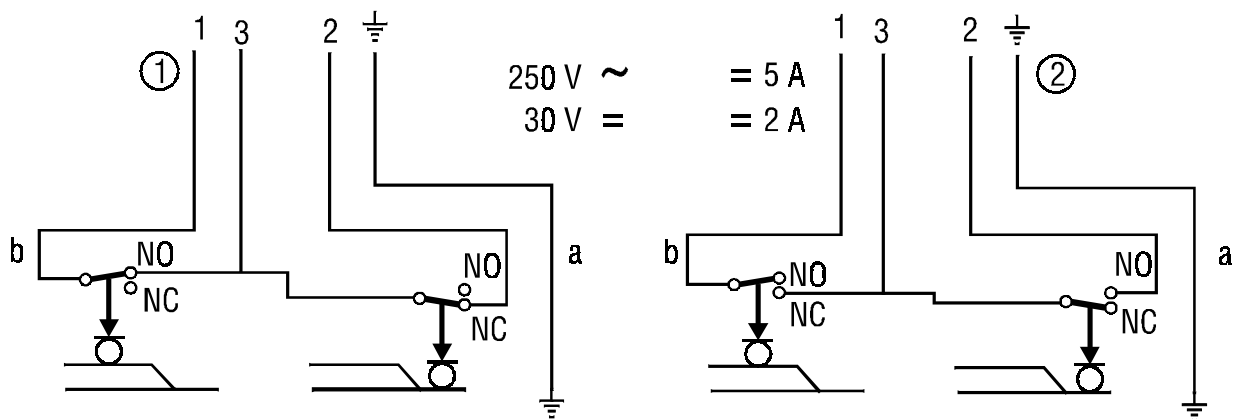 1 3 2 1 3 2
① ②
250 V ~ = 5 A
30 V = = 2 A
b NO a b NO a
NO NO
NC NC
NC NC